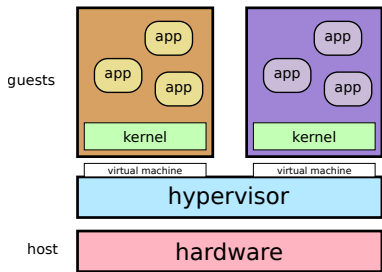 app
app
app
app
app
app
guests
kernel
kernel
virtual machine
virtual machine
hypervisor
host
hardware